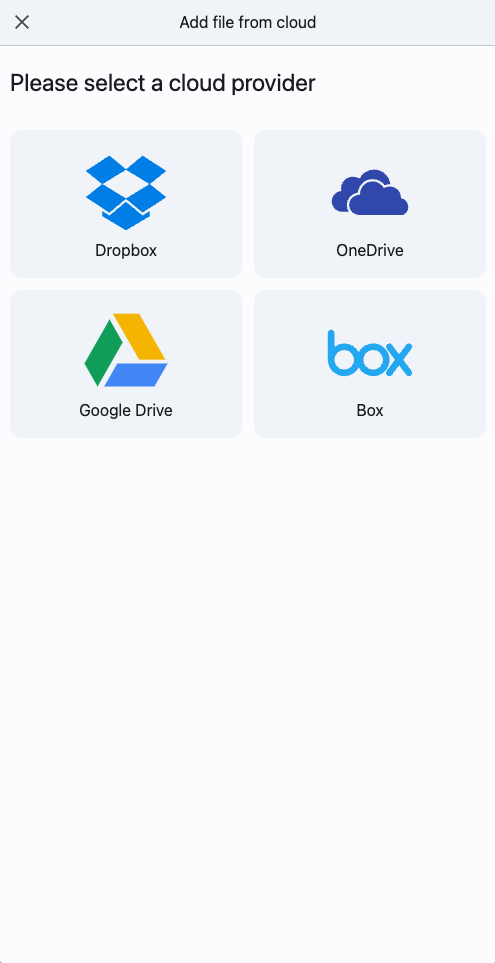 Add file from cloud
Please select a cloud provider
Dropbox
OneDrive
Google Drive
box
Box